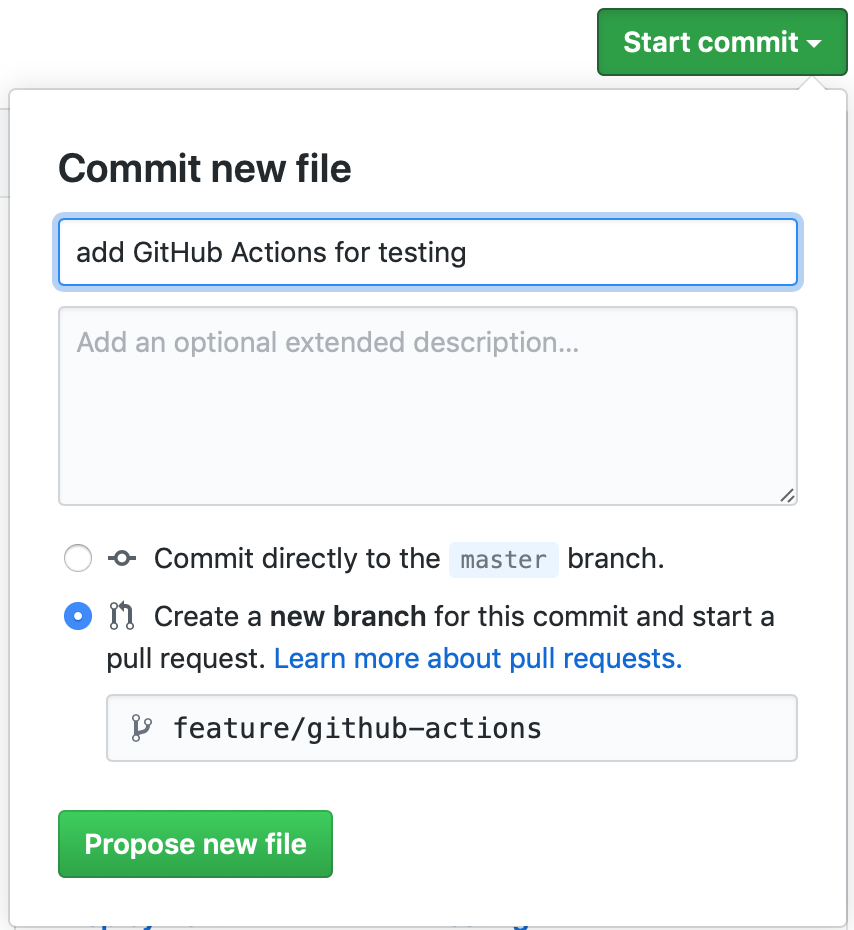 Start commit
Commit new file
add GitHub Actions for testing
Add an optional extended description...
Commit directly to the master branch.
Create a new branch for this commit and start a
pull request. Learn more about pull requests.
feature/github-actions
Propose new file